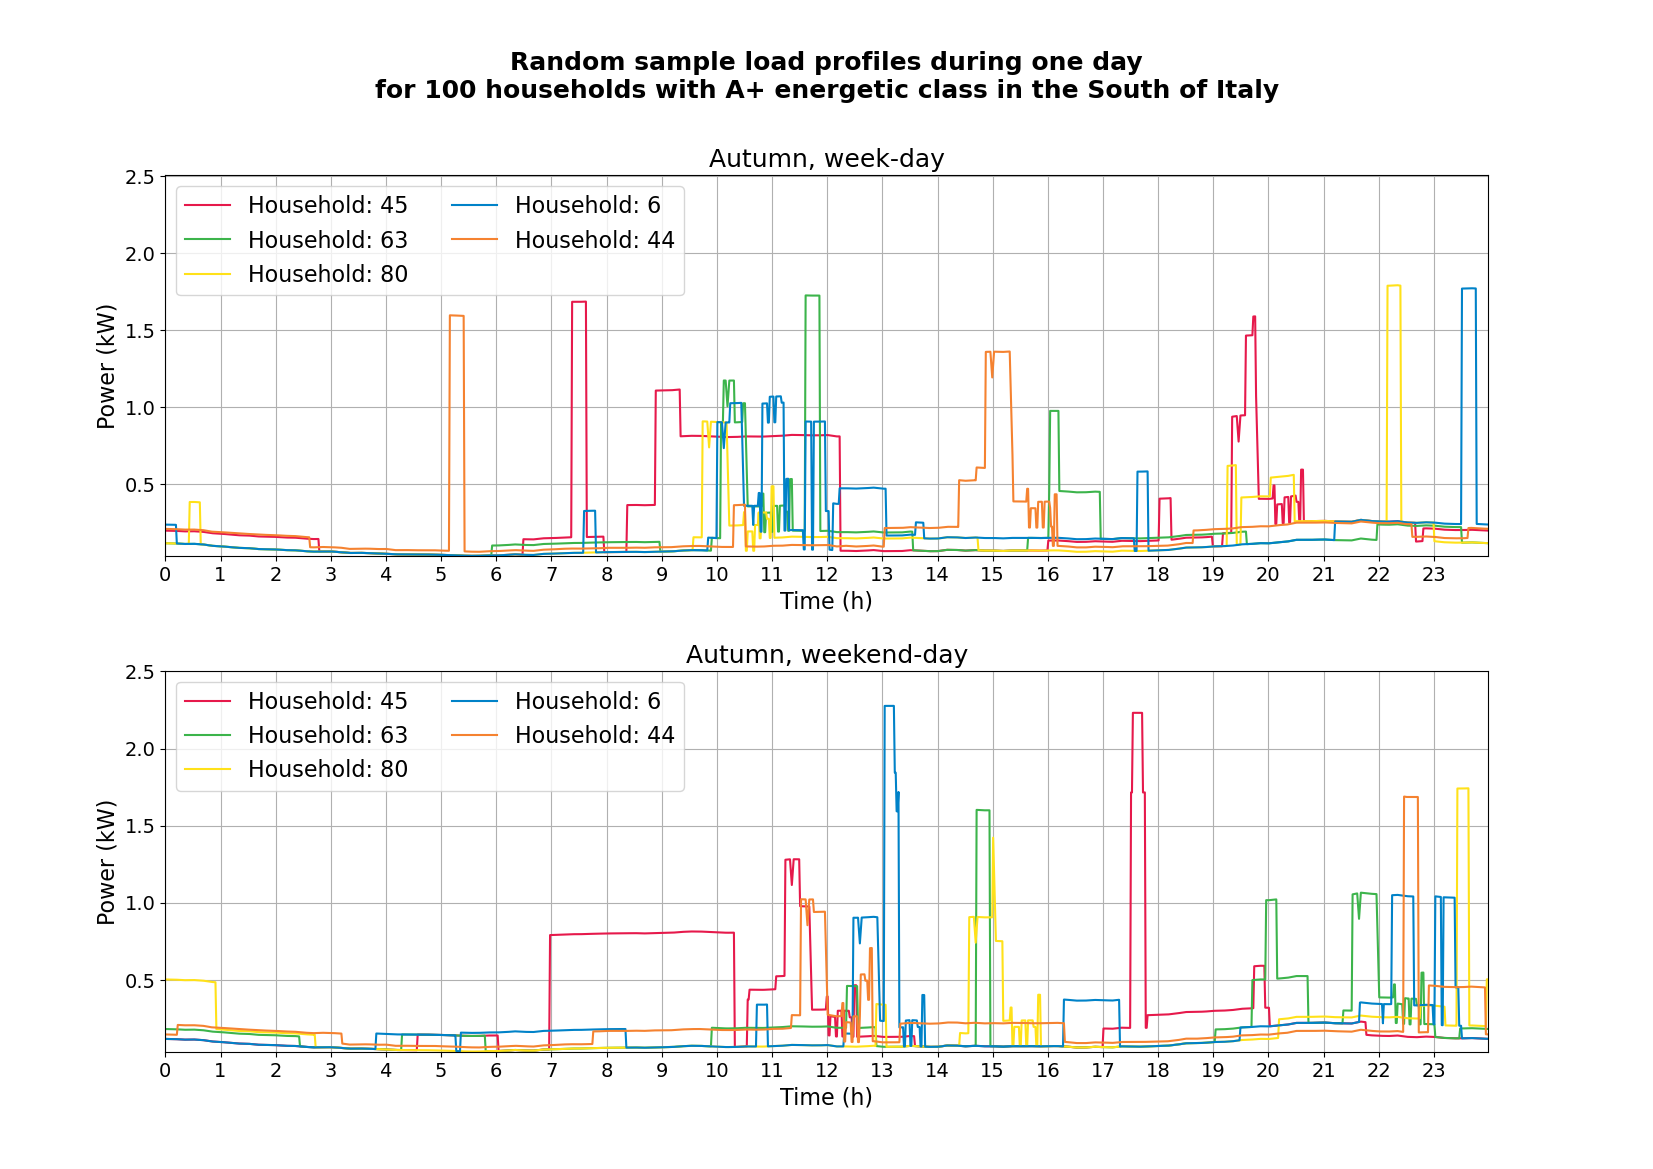 Random sample load profiles during one day
for 100 households with A+ energetic class in the South of Italy
Autumn, week-day
2.5
2.0
1.5
1.0
0.5
Power (kW)
Household: 45
Household: 63
Household: 80
Household: 6
Household: 44
0 1 2 3 4 5 6 7 8 9 10 11 12 13 14 15 16 17 18 19 20 21 22 23
Time (h)
Autumn, weekend-day
2.5
2.0
1.5
1.0
0.5
Power (kW)
Household: 45
Household: 63
Household: 80
Household: 6
Household: 44
0 1 2 3 4 5 6 7 8 9 10 11 12 13 14 15 16 17 18 19 20 21 22 23
Time (h)